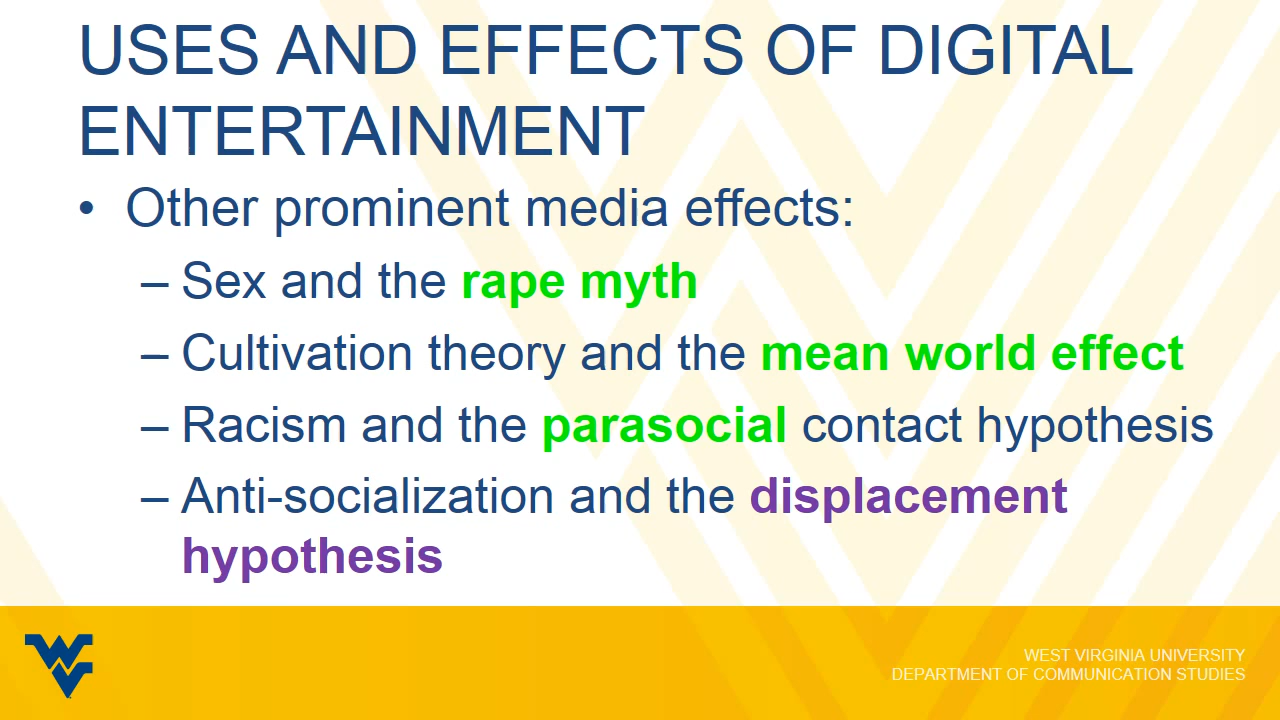 USES AND EFFECTS OF DIGITAL
ENTERTAINMENT
• Other prominent media effects:
– Sex and the rape myth
– Cultivation theory and the mean world effect
– Racism and the parasocial contact hypothesis
– Anti-socialization and the displacement
hypothesis
WV
WEST VIRGINIA UNIVERSITY
DEPARTMENT OF COMMUNICATION STUDIES